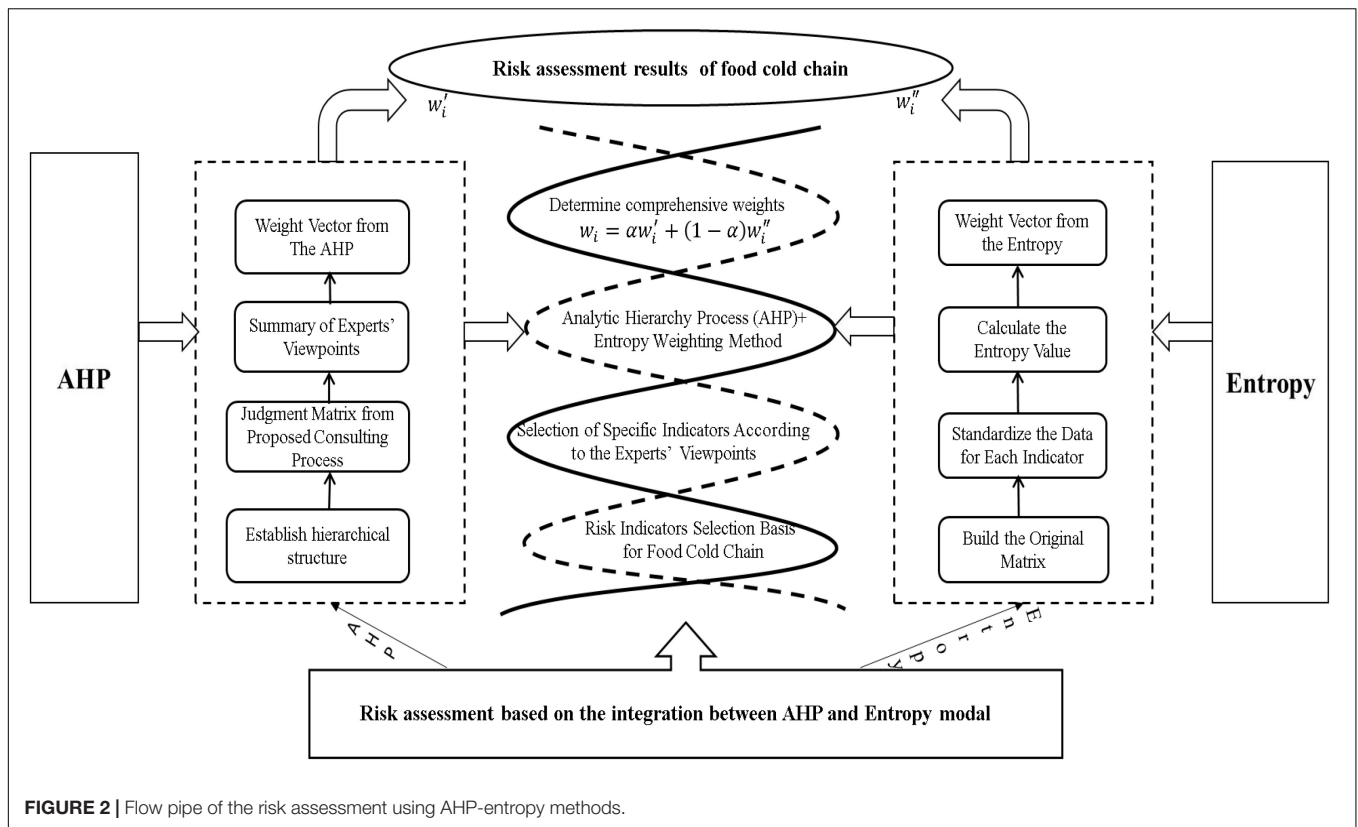 Risk assessment results of food cold chain
w_i′
w_i″
AHP
Weight Vector from
The AHP
Summary of Experts'
Viewpoints
Judgment Matrix from
Proposed Consulting
Process
Establish hierarchical
structure
Determine comprehensive weights
w_i = αw_i′ + (1 − α)w_i″
Analytic Hierarchy Process (AHP)+
Entropy Weighting Method
Selection of Specific Indicators According
to the Experts' Viewpoints
Risk Indicators Selection Basis
for Food Cold Chain
Weight Vector from
the Entropy
Calculate the
Entropy Value
Standardize the Data
for Each Indicator
Build the Original
Matrix
Entropy
AHP
Entropy
Risk assessment based on the integration between AHP and Entropy modal
FIGURE 2 | Flow pipe of the risk assessment using AHP-entropy methods.